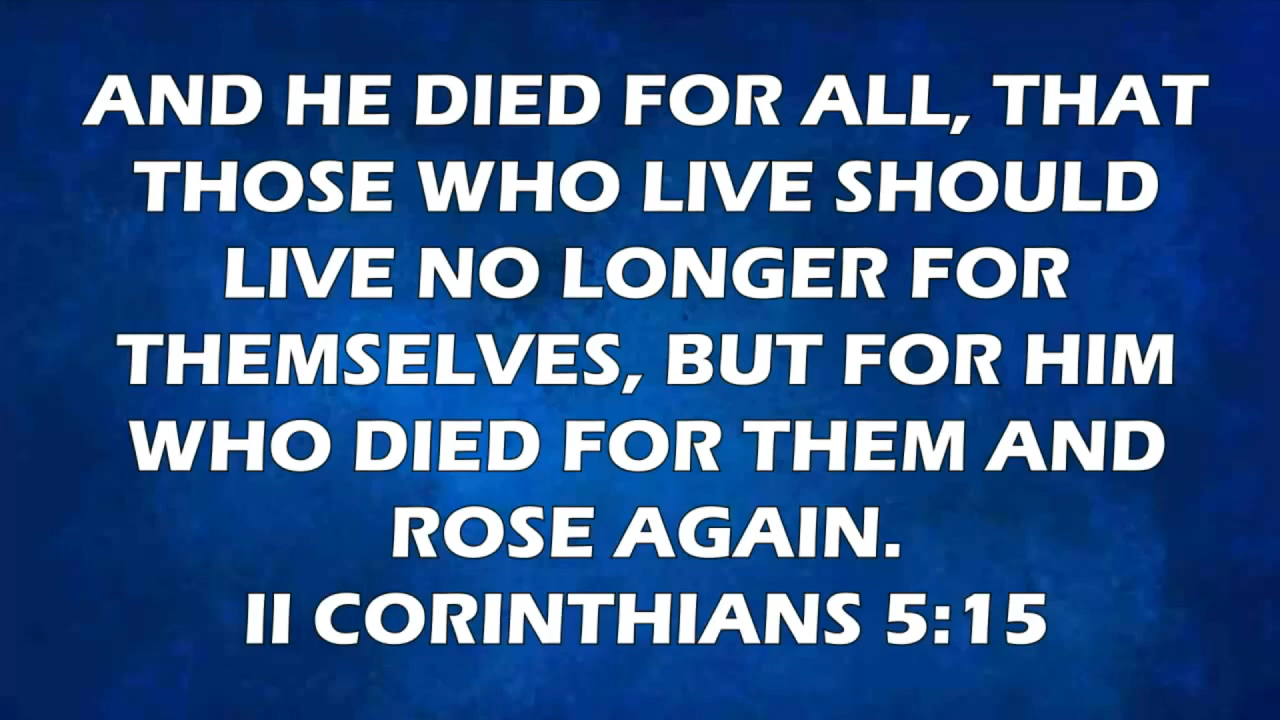 AND HE DIED FOR ALL, THAT
THOSE WHO LIVE SHOULD
LIVE NO LONGER FOR
THEMSELVES, BUT FOR HIM
WHO DIED FOR THEM AND
ROSE AGAIN.
II CORINTHIANS 5:15